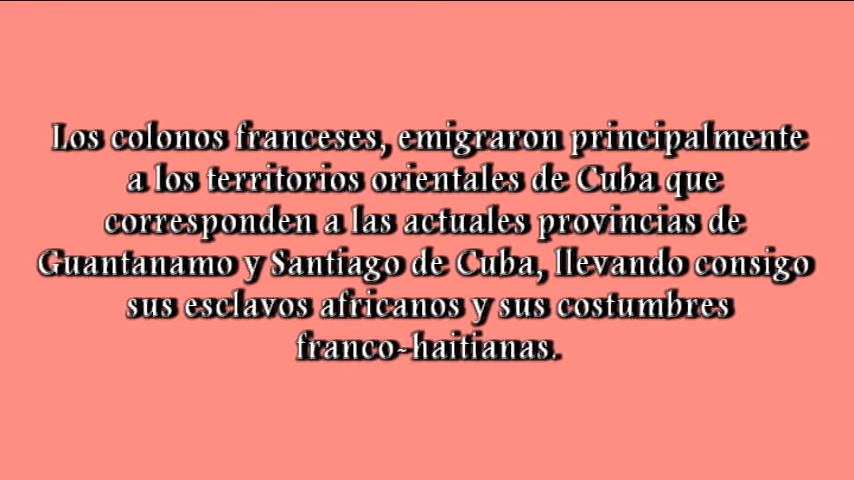 Los colonos franceses, emigraron principalmente
a los territorios orientales de Cuba que
corresponden a las actuales provincias de
Guantanamo y Santiago de Cuba, llevando consigo
sus esclavos africanos y sus costumbres
franco-haitianas.